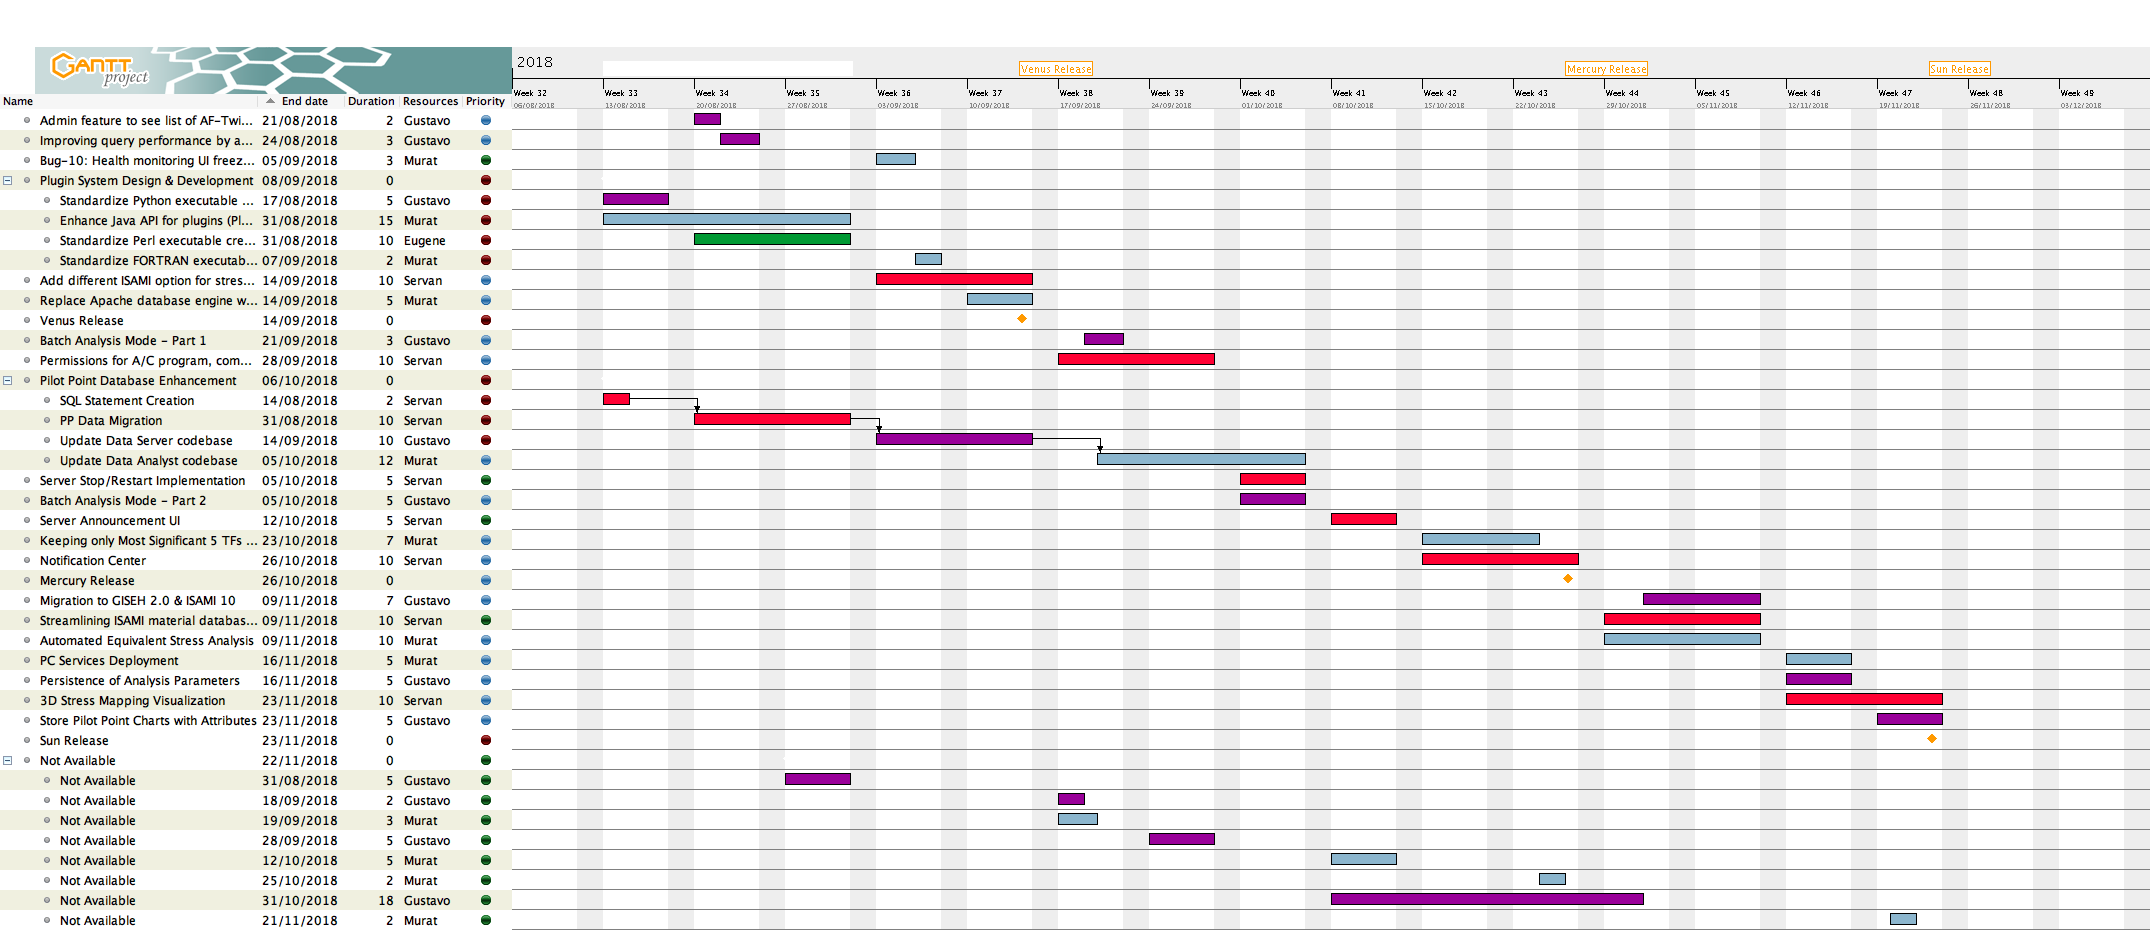 GANTT
project
2018
Venus Release
Mercury Release
Sun Release
Week 32
Week 33
Week 34
Week 35
Week 36
Week 37
Week 38
Week 39
Week 40
Week 41
Week 42
Week 43
Week 44
Week 45
Week 46
Week 47
Week 48
Week 49
06/08/2018
13/08/2018
20/08/2018
27/08/2018
03/09/2018
10/09/2018
17/09/2018
24/09/2018
01/10/2018
08/10/2018
15/10/2018
22/10/2018
29/10/2018
05/11/2018
12/11/2018
19/11/2018
26/11/2018
3/12/2018
Name End date Duration Resources Priority
Admin feature to see list of AF-Twi... 21/08/2018 2 Gustavo
Improving query performance by a... 24/08/2018 3 Gustavo
Bug-10: Health monitoring UI freez... 05/09/2018 3 Murat
Plugin System Design & Development 08/09/2018 0
Standardize Python executable ... 17/08/2018 5 Gustavo
Enhance Java API for plugins (Pl... 31/08/2018 15 Murat
Standardize Perl executable cre... 31/08/2018 10 Eugene
Standardize FORTRAN executab... 07/09/2018 2 Murat
Add different ISAMI option for stres... 14/09/2018 10 Servan
Replace Apache database engine w... 14/09/2018 5 Murat
Venus Release 14/09/2018 0
Batch Analysis Mode – Part 1 21/09/2018 3 Gustavo
Permissions for A/C program, com... 28/09/2018 10 Servan
Pilot Point Database Enhancement 06/10/2018 0
SQL Statement Creation 14/08/2018 2 Servan
PP Data Migration 31/08/2018 10 Servan
Update Data Server codebase 14/09/2018 10 Gustavo
Update Data Analyst codebase 05/10/2018 12 Murat
Server Stop/Restart Implementation 05/10/2018 5 Servan
Batch Analysis Mode – Part 2 05/10/2018 5 Gustavo
Server Announcement UI 12/10/2018 5 Servan
Keeping only Most Significant 5 TFs ... 23/10/2018 7 Murat
Notification Center 26/10/2018 10 Servan
Mercury Release 26/10/2018 0
Migration to GISEH 2.0 & ISAMI 10 09/11/2018 7 Gustavo
Streamlining ISAMI material databas... 09/11/2018 10 Servan
Automated Equivalent Stress Analysis 09/11/2018 10 Murat
PC Services Deployment 16/11/2018 5 Murat
Persistence of Analysis Parameters 16/11/2018 5 Gustavo
3D Stress Mapping Visualization 23/11/2018 10 Servan
Store Pilot Point Charts with Attributes 23/11/2018 5 Gustavo
Sun Release 23/11/2018 0
Not Available 22/11/2018 0
Not Available 31/08/2018 5 Gustavo
Not Available 18/09/2018 2 Gustavo
Not Available 19/09/2018 3 Murat
Not Available 28/09/2018 5 Gustavo
Not Available 12/10/2018 5 Murat
Not Available 25/10/2018 2 Murat
Not Available 31/10/2018 18 Gustavo
Not Available 21/11/2018 2 Murat